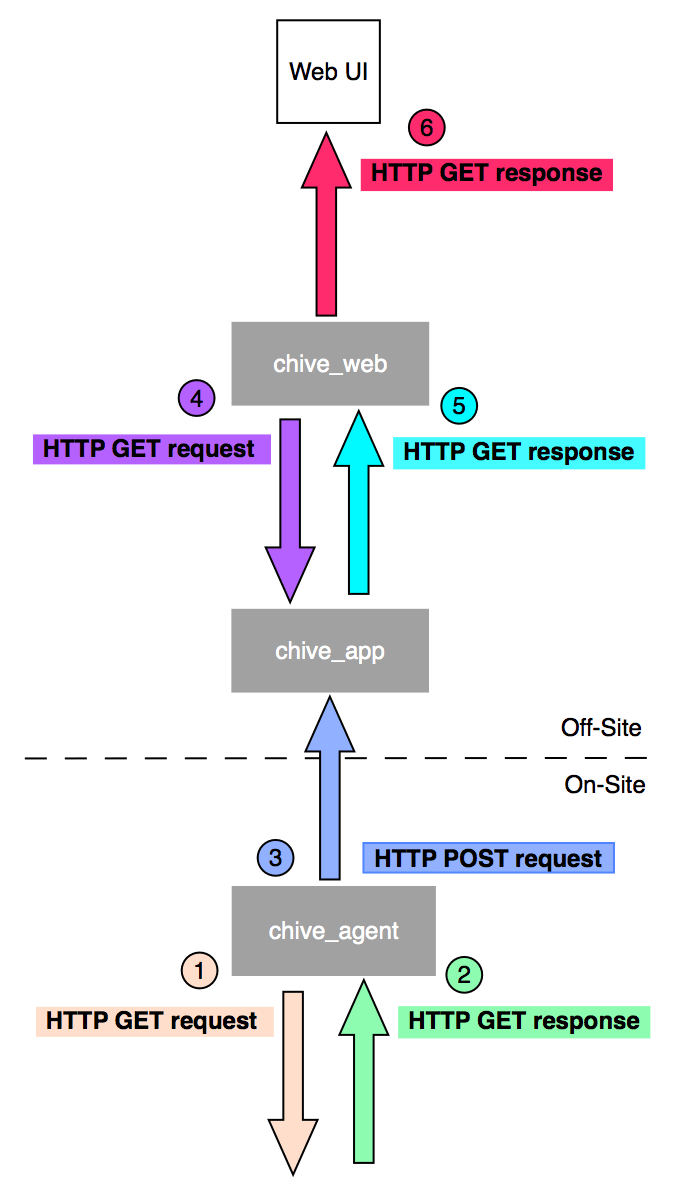 Web UI
6
HTTP GET response
chive_web
4
5
HTTP GET request
HTTP GET response
chive_app
Off-Site
On-Site
3
HTTP POST request
chive_agent
1
2
HTTP GET request
HTTP GET response